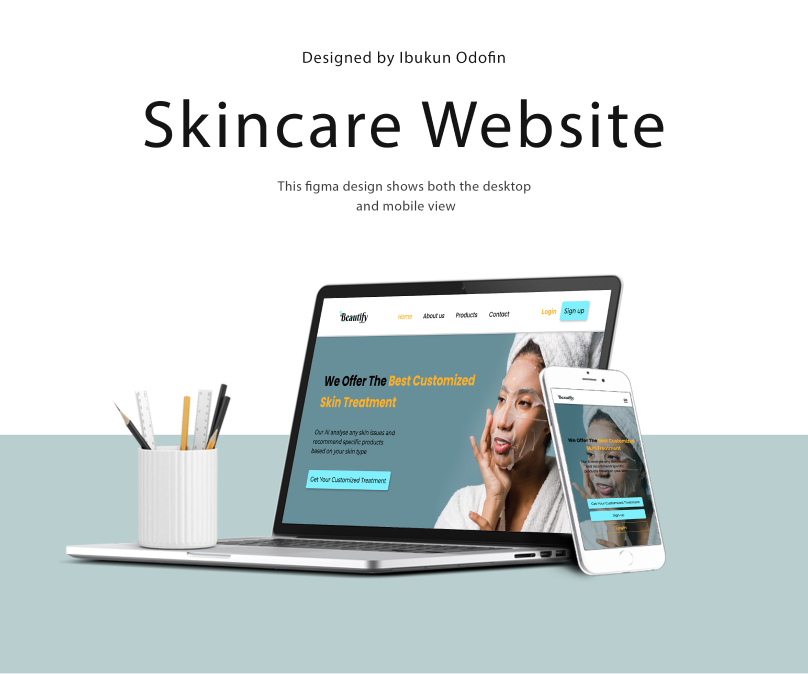 Designed by Ibukun Odofin
Skincare Website
This figma design shows both the desktop
and mobile view
Beautify
Home About us Products Contact Login Sign up
We Offer The Best Customized
Skin Treatment
Our AI analyse any skin issues and
recommend specific products
based on your skin type
Get Your Customized Treatment
Beautify
We Offer The Best Customized
Skin Treatment
Get Your Customized Treatment
Sign up
Login